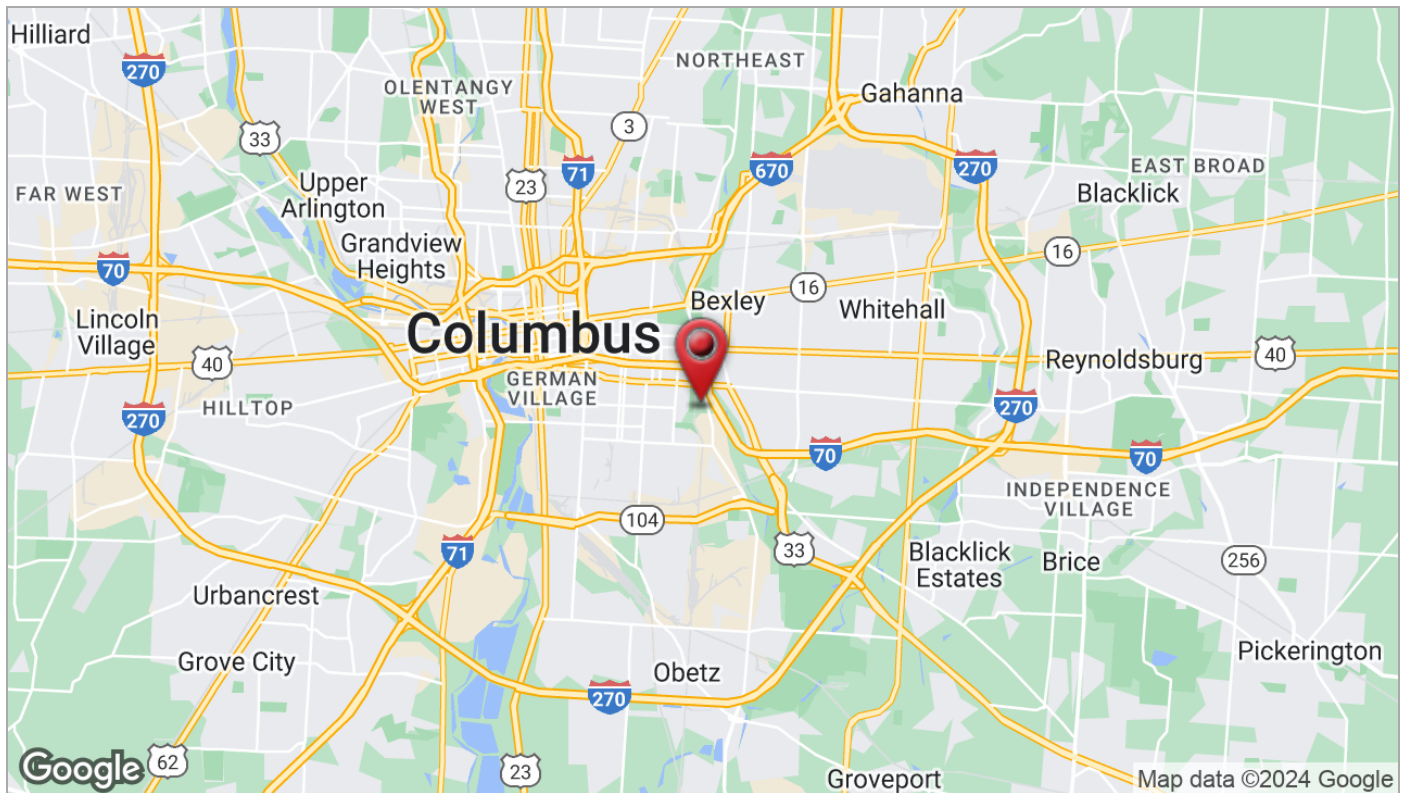 Hilliard
270
NORTHEAST
OLENTANGY
WEST
Gahanna
33
3
71
670
270
EAST BROAD
FAR WEST
Upper
Arlington
23
Blacklick
Grandview
Heights
16
70
16
Bexley
Whitehall
Lincoln
Village
Columbus
40
Reynoldsburg
40
GERMAN
VILLAGE
HILLTOP
270
270
70
70
INDEPENDENCE
VILLAGE
104
71
33
Blacklick
Estates
Brice
256
Urbancrest
Grove City
Obetz
Pickerington
270
Google
62
23
Groveport
Map data ©2024 Google